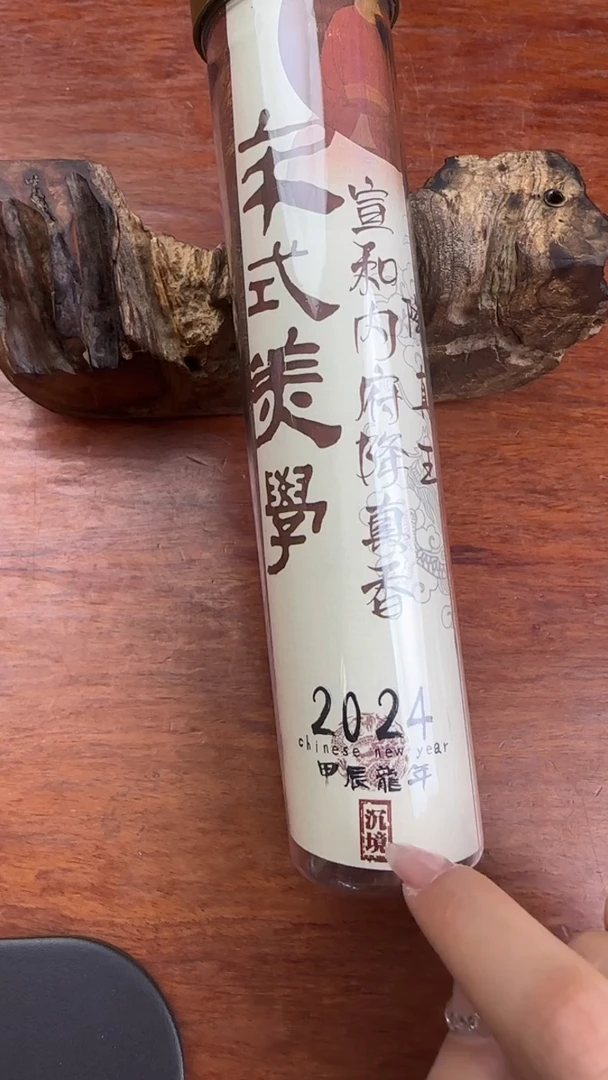 宋式美學
宣和内府降真香
2024
chinese new year
甲辰龍年
沉境